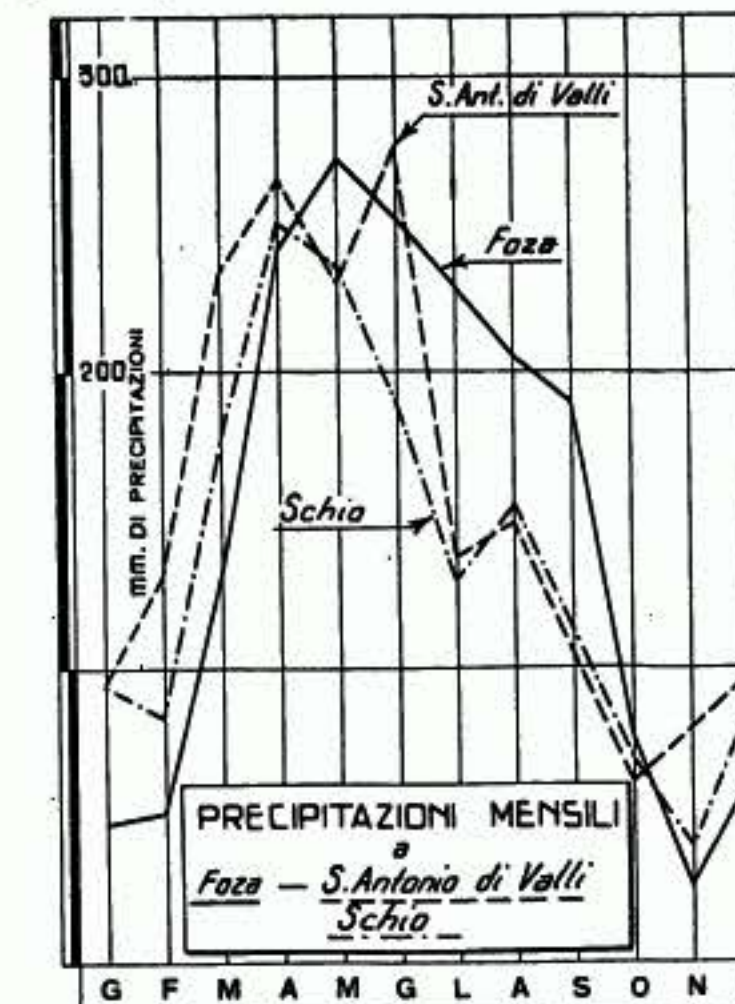 300
S.Ant. di Valli
Foza
200
mm. DI PRECIPITAZIONI
Schio
PRECIPITAZIONI MENSILI
a
Foza — S.Antonio di Valli
Schio
G F M A M G L A S O N